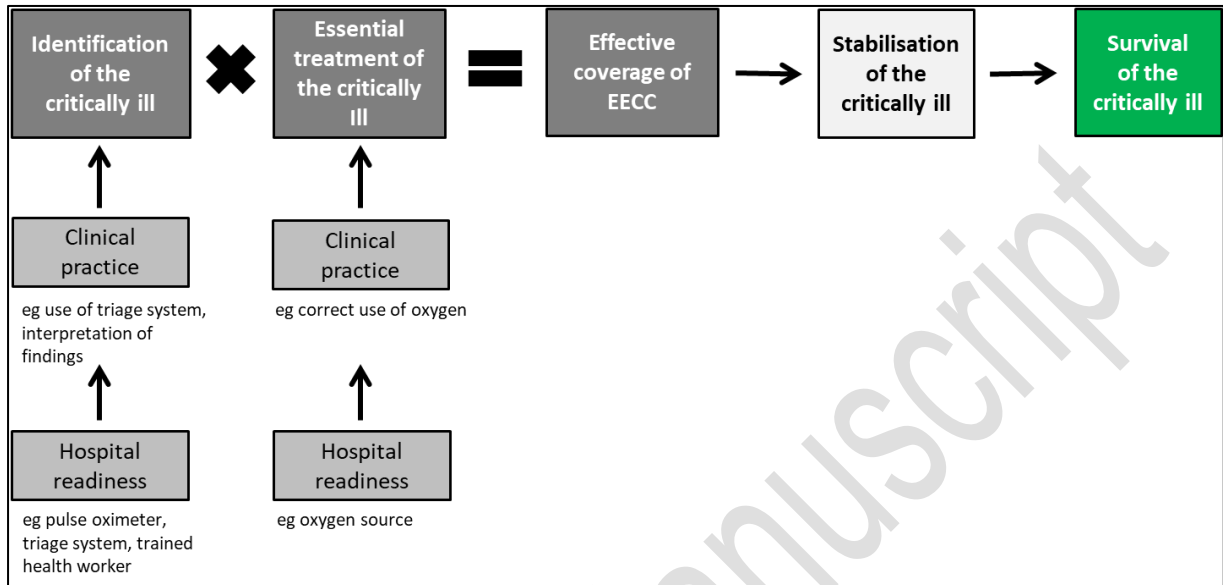 Identification
of the
critically ill
Essential
treatment of
the critically
Ill
Effective
coverage of
EECC
Stabilisation
of the
critically ill
Survival
of the
critically ill
Clinical
practice
eg use of triage system,
interpretation of
findings
Clinical
practice
eg correct use of oxygen
Hospital
readiness
eg pulse oximeter,
triage system, trained
health worker
Hospital
readiness
eg oxygen source
anuscript